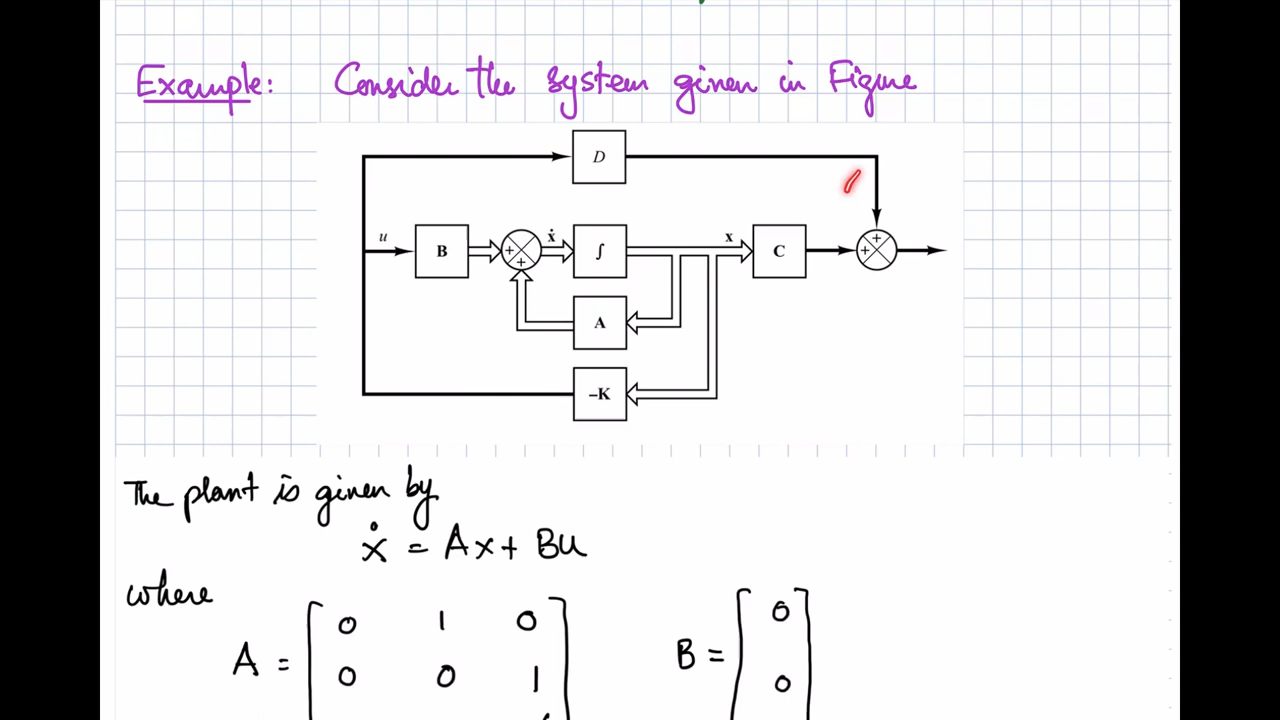 Example: Consider the system given in Figure
D
u B + + ẋ ∫ x C + +
A
–K
The plant is given by
ẋ = Ax + BU
where
A = [ 0 1 0
0 0 1
B = [ 0
0